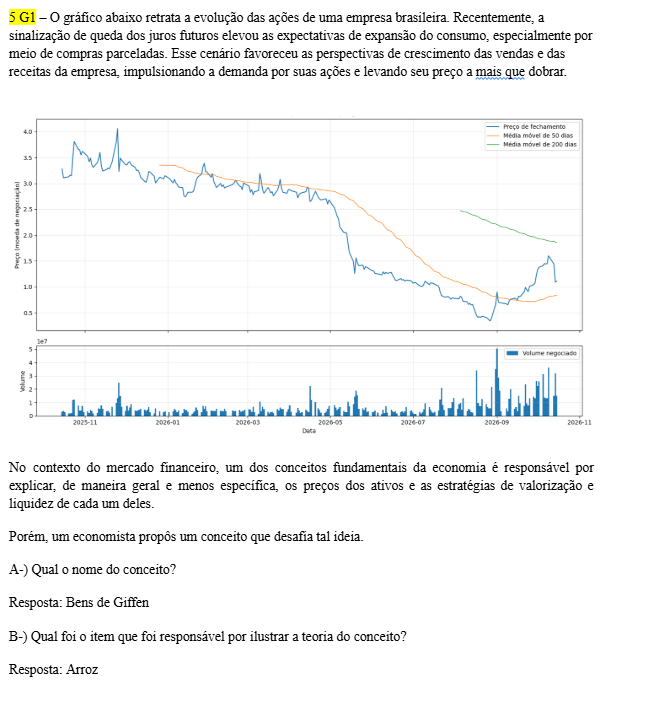 5 G1 – O gráfico abaixo retrata a evolução das ações de uma empresa brasileira. Recentemente, a
sinalização de queda dos juros futuros elevou as expectativas de expansão do consumo, especialmente por
meio de compras parceladas. Esse cenário favoreceu as perspectivas de crescimento das vendas e das
receitas da empresa, impulsionando a demanda por suas ações e levando seu preço a mais que dobrar.
Preço de fechamento
Média móvel de 50 dias
Média móvel de 200 dias
Preço (moeda de negociação)
4.0
3.5
3.0
2.5
2.0
1.5
1.0
0.5
1e7
Volume negociado
Volume
5
4
3
2
1
0
2025-11
2026-01
2026-03
2026-05
2026-07
2026-09
2026-11
Data
No contexto do mercado financeiro, um dos conceitos fundamentais da economia é responsável por
explicar, de maneira geral e menos específica, os preços dos ativos e as estratégias de valorização e
liquidez de cada um deles.
Porém, um economista propôs um conceito que desafia tal ideia.
A-) Qual o nome do conceito?
Resposta: Bens de Giffen
B-) Qual foi o item que foi responsável por ilustrar a teoria do conceito?
Resposta: Arroz